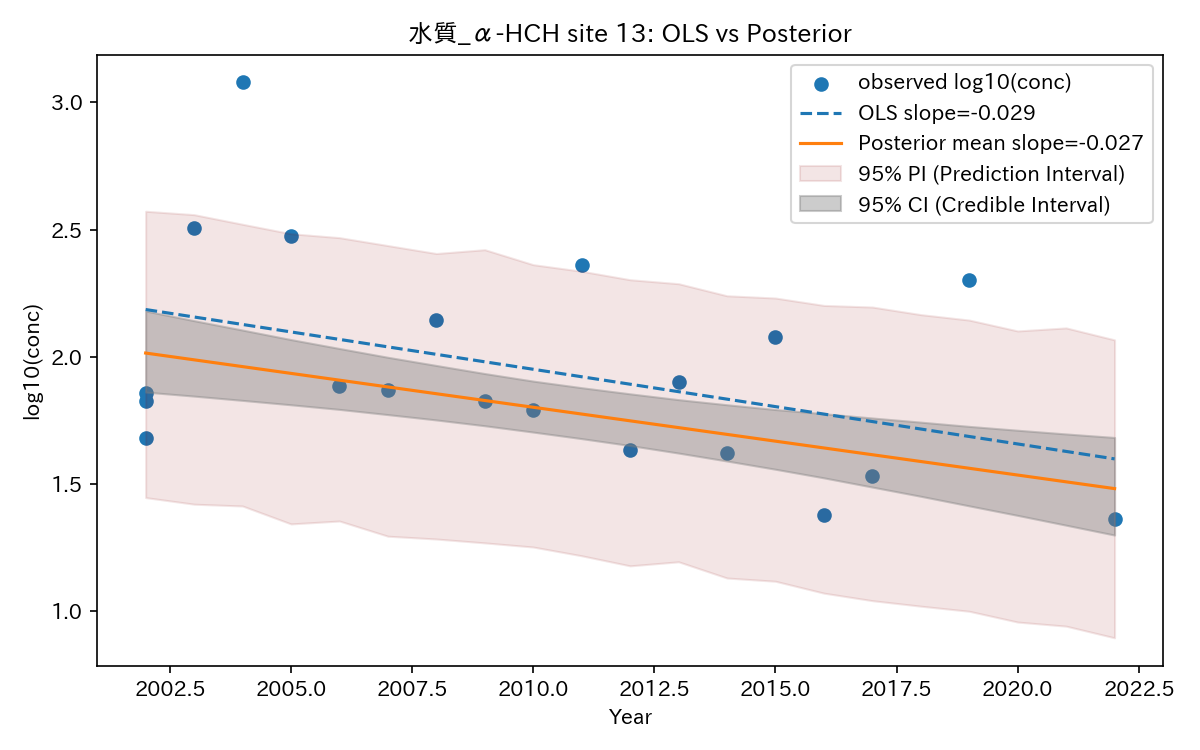 水質_α-HCH site 13: OLS vs Posterior
observed log10(conc)
OLS slope=-0.029
Posterior mean slope=-0.027
95% PI (Prediction Interval)
95% CI (Credible Interval)
log10(conc)
3.0
2.5
2.0
1.5
1.0
2002.5 2005.0 2007.5 2010.0 2012.5 2015.0 2017.5 2020.0 2022.5
Year